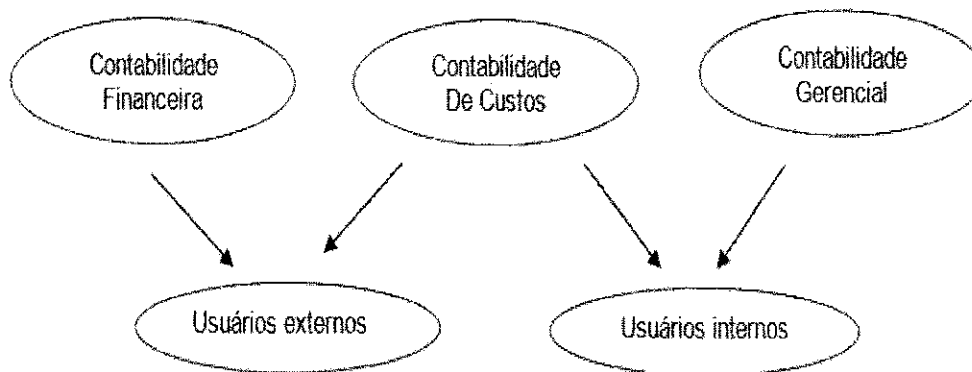 Contabilidade
Financeira
Contabilidade
De Custos
Contabilidade
Gerencial
Usuários externos
Usuários internos